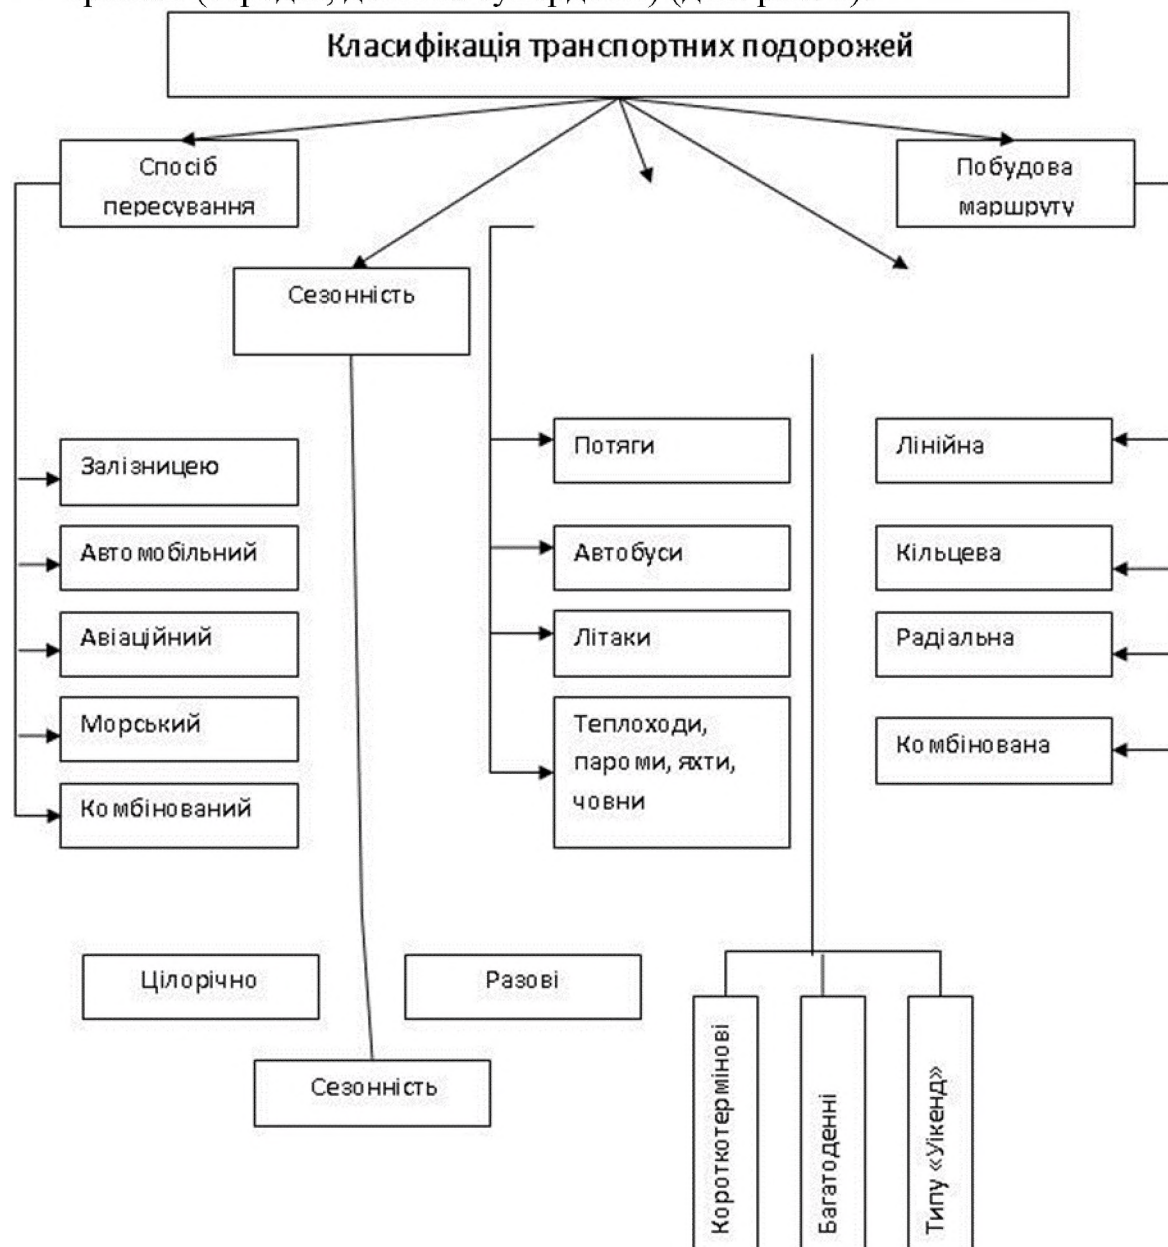 Класифікація транспортних подорожей
Спосіб
пересування
Побудова
маршруту
Сезонність
Залізницею
Автомобільний
Авіаційний
Морський
Комбінований
Потяги
Автобуси
Літаки
Теплоходи,
пароми, яхти,
човни
Лінійна
Кільцева
Радіальна
Комбінована
Цілорічно
Разові
Сезонність
Короткотермінові
Багатоденні
Типу «Уїкенд»